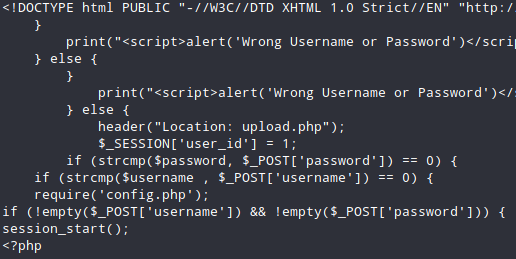 <!DOCTYPE html PUBLIC "-//W3C//DTD XHTML 1.0 Strict//EN" "http:/
    }
        print("<script>alert('Wrong Username or Password')</scri
    } else {
        }
            print("<script>alert('Wrong Username or Password')</
        } else {
            header("Location: upload.php");
            $_SESSION['user_id'] = 1;
        if (strcmp($password, $_POST['password']) == 0) {
    if (strcmp($username , $_POST['username']) == 0) {
    require('config.php');
if (!empty($_POST['username']) && !empty($_POST['password'])) {
session_start();
<?php